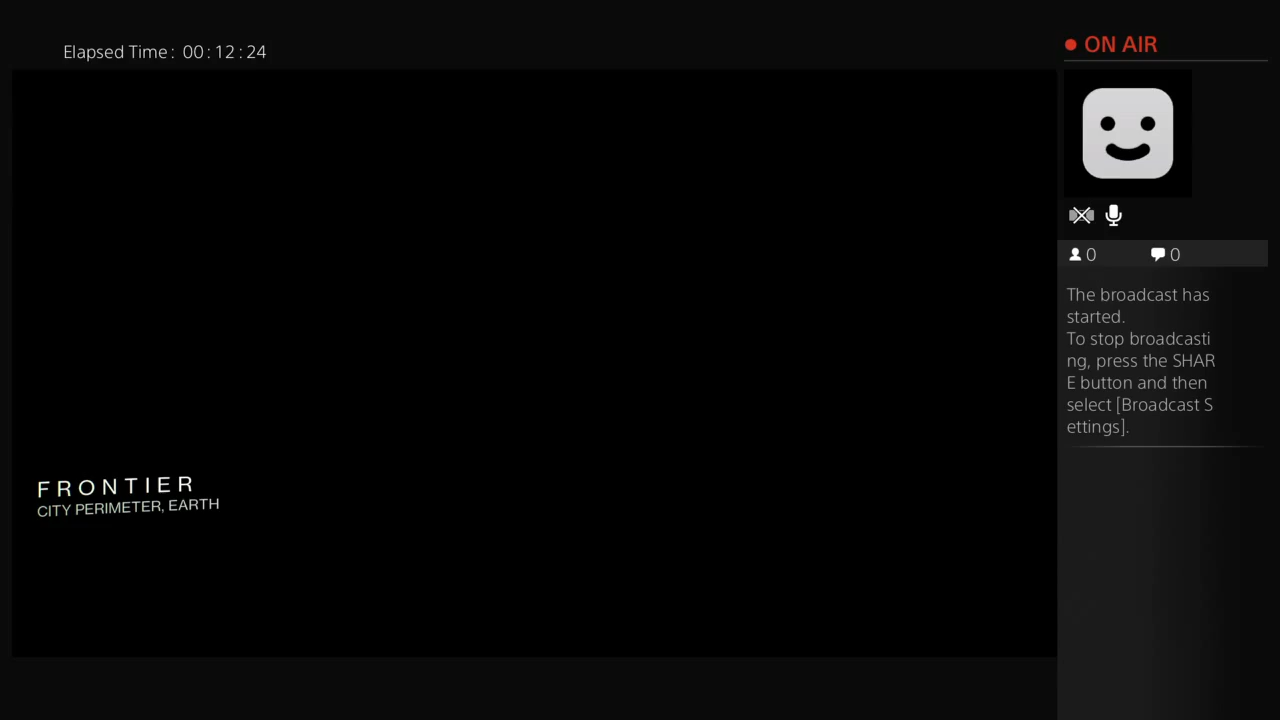 Elapsed Time: 00:12:24
ON AIR
0 0
The broadcast has
started.
To stop broadcasti
ng, press the SHAR
E button and then
select [Broadcast S
ettings].
FRONTIER
CITY PERIMETER, EARTH